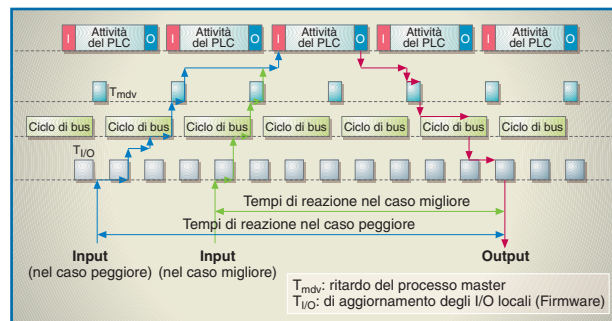 I Attività del PLC O I Attività del PLC O I Attività del PLC O I Attività del PLC O I Attività del PLC O
Tmdv
Ciclo di bus Ciclo di bus Ciclo di bus Ciclo di bus Ciclo di bus Ciclo di bus Ciclo di bus
TI/O
Tempi di reazione nel caso migliore
Tempi di reazione nel caso peggiore
Input Input Output
(nel caso peggiore) (nel caso migliore)
Tmdv: ritardo del processo master
TI/O: di aggiornamento degli I/O locali (Firmware)